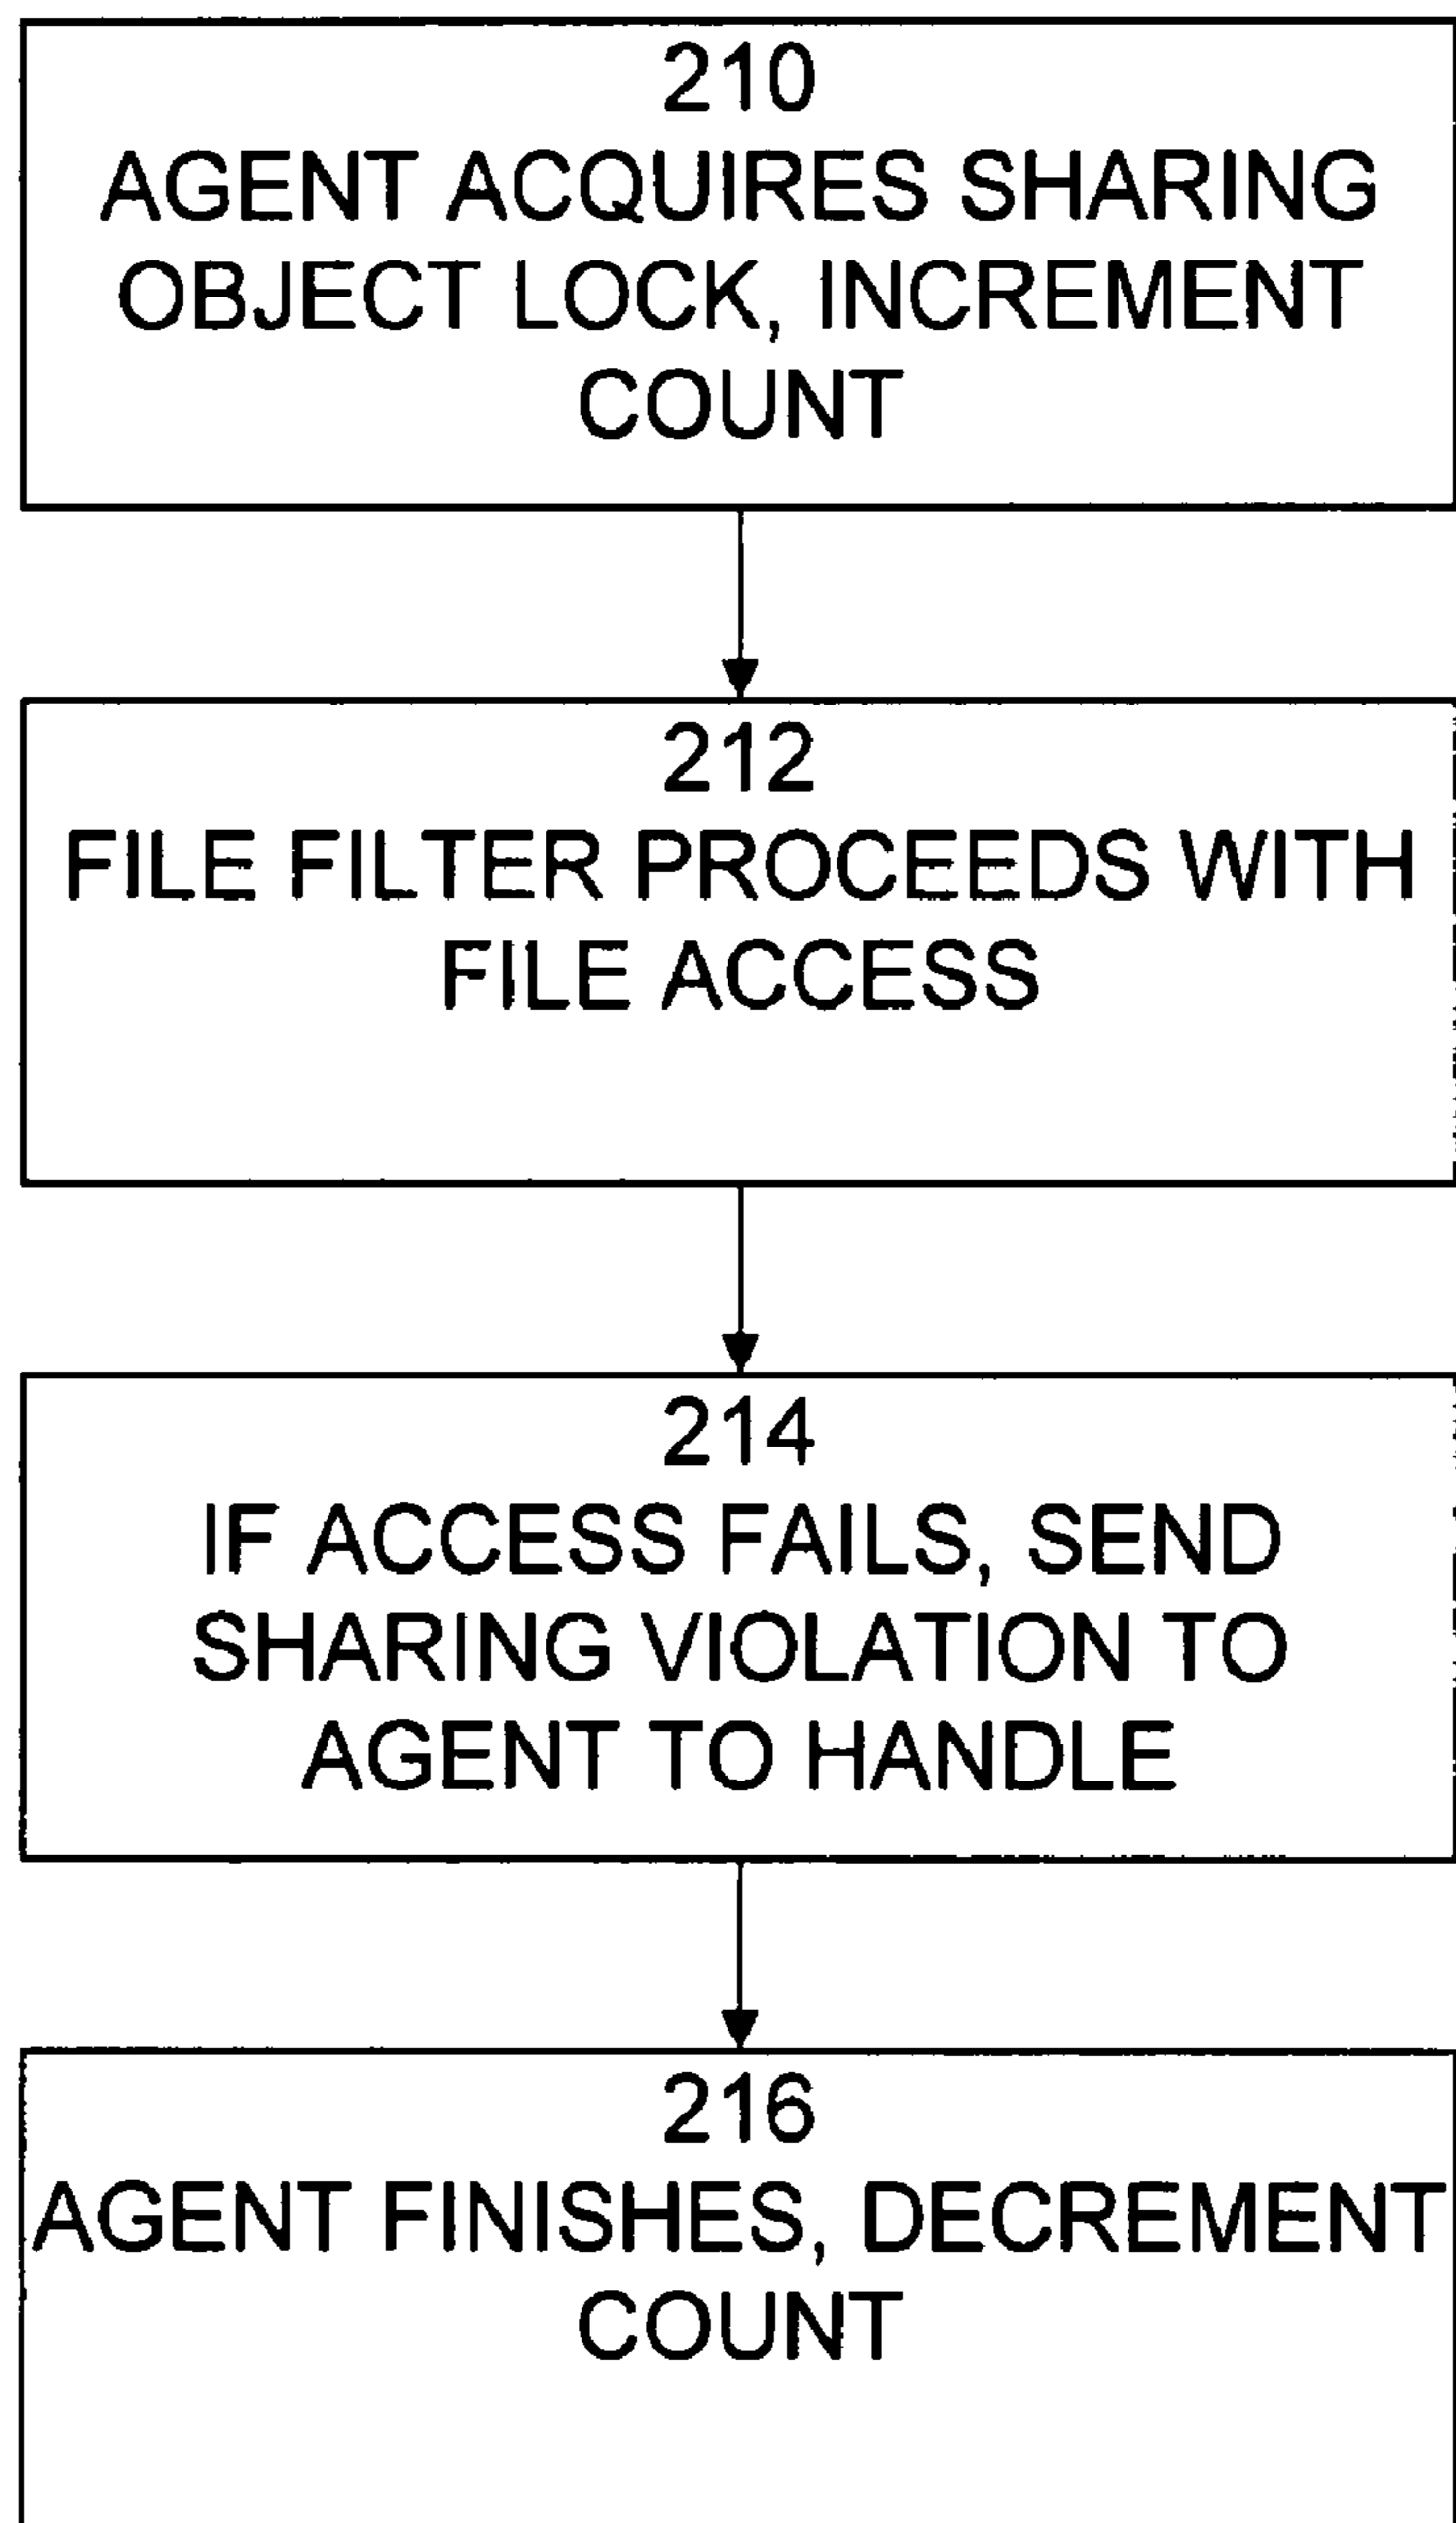 210
AGENT ACQUIRES SHARING
OBJECT LOCK, INCREMENT
COUNT
212
FILE FILTER PROCEEDS WITH
FILE ACCESS
214
IF ACCESS FAILS, SEND
SHARING VIOLATION TO
AGENT TO HANDLE
216
AGENT FINISHES, DECREMENT
COUNT